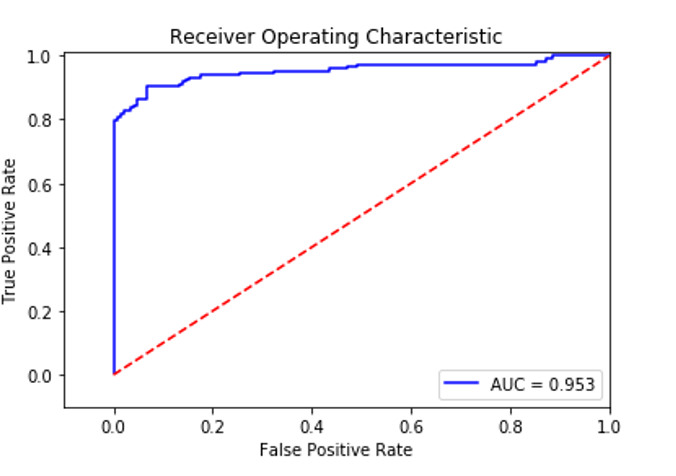 Receiver Operating Characteristic
True Positive Rate
1.0
0.8
0.6
0.4
0.2
0.0
AUC = 0.953
0.0 0.2 0.4 0.6 0.8 1.0
False Positive Rate